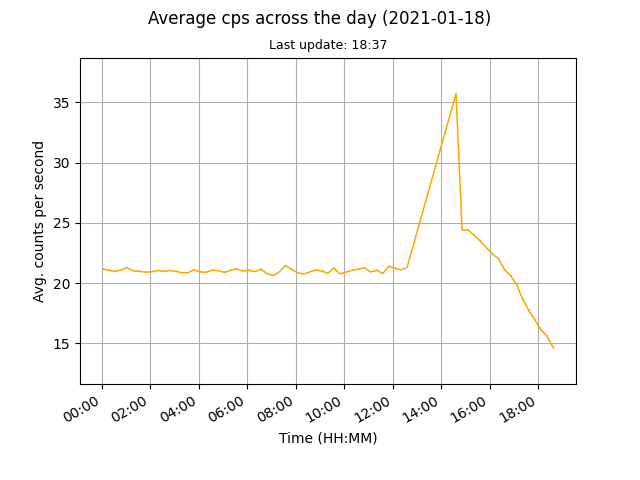 Average cps across the day (2021-01-18)
Last update: 18:37
Avg. counts per second
35
30
25
20
15
00:00 02:00 04:00 06:00 08:00 10:00 12:00 14:00 16:00 18:00
Time (HH:MM)